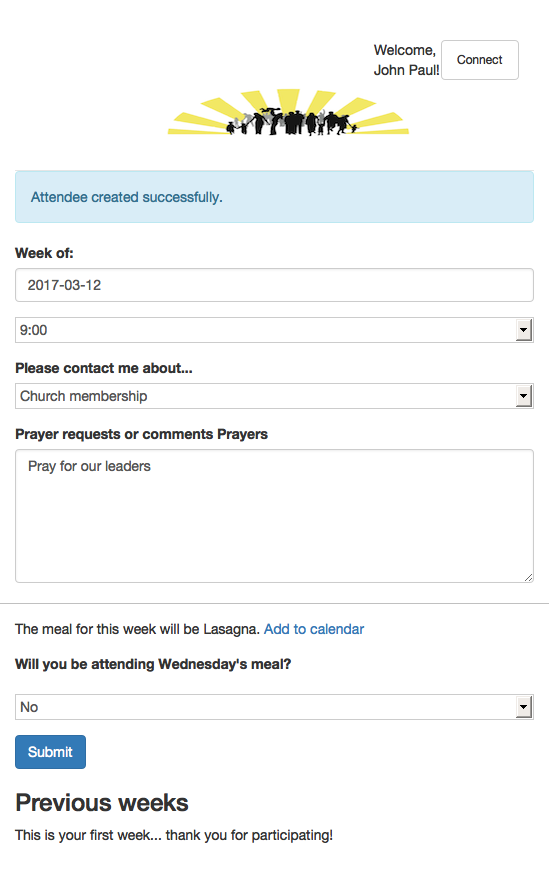 Welcome,
John Paul!
Connect
Attendee created successfully.
Week of:
2017-03-12
9:00
Please contact me about...
Church membership
Prayer requests or comments Prayers
Pray for our leaders
The meal for this week will be Lasagna. Add to calendar
Will you be attending Wednesday's meal?
No
Submit
Previous weeks
This is your first week... thank you for participating!